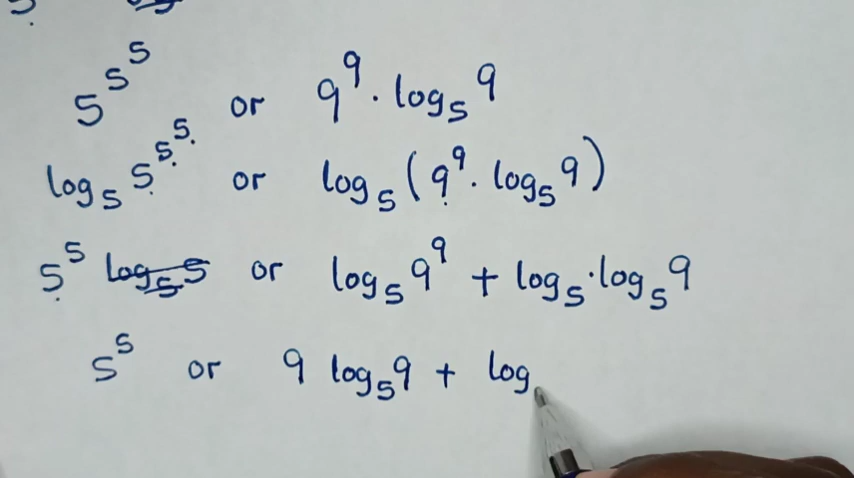 5^5^5 or 9^9 · log_5 9
log_5 5^5^5 or log_5 (9^9 · log_5 9)
5^5 log_5 5 or log_5 9^9 + log_5 · log_5 9
5^5 or 9 log_5 9 + log